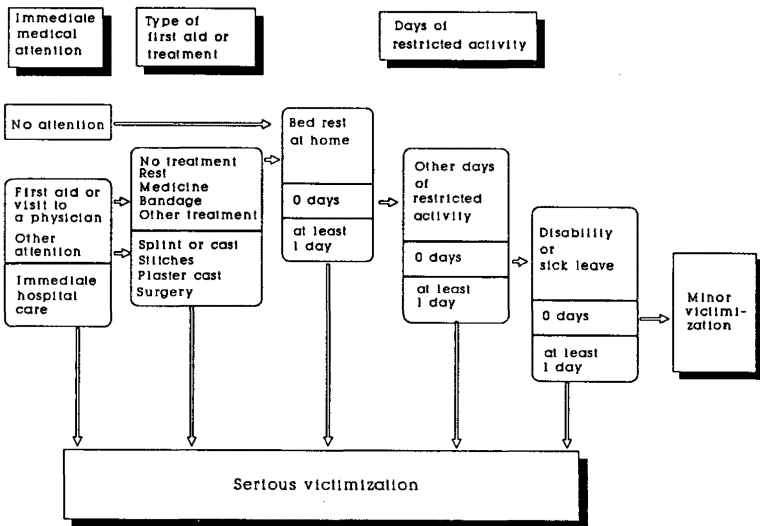 Immediale
medical
attention
Type of
first aid or
treatment
Days of
restricted activity
No attention
First aid or
visit to
a physician
Other
attention
Immediale
hospital
care
No treatment
Rest
Medicine
Bandage
Other treatment
Splint or cast
Stitches
Plaster cast
Surgery
Bed rest
at home
0 days
at least
1 day
Other days
of
restricted
activity
0 days
at least
1 day
Disability
or
sick leave
0 days
at least
1 day
Minor
victimi-
zation
Serious victimization